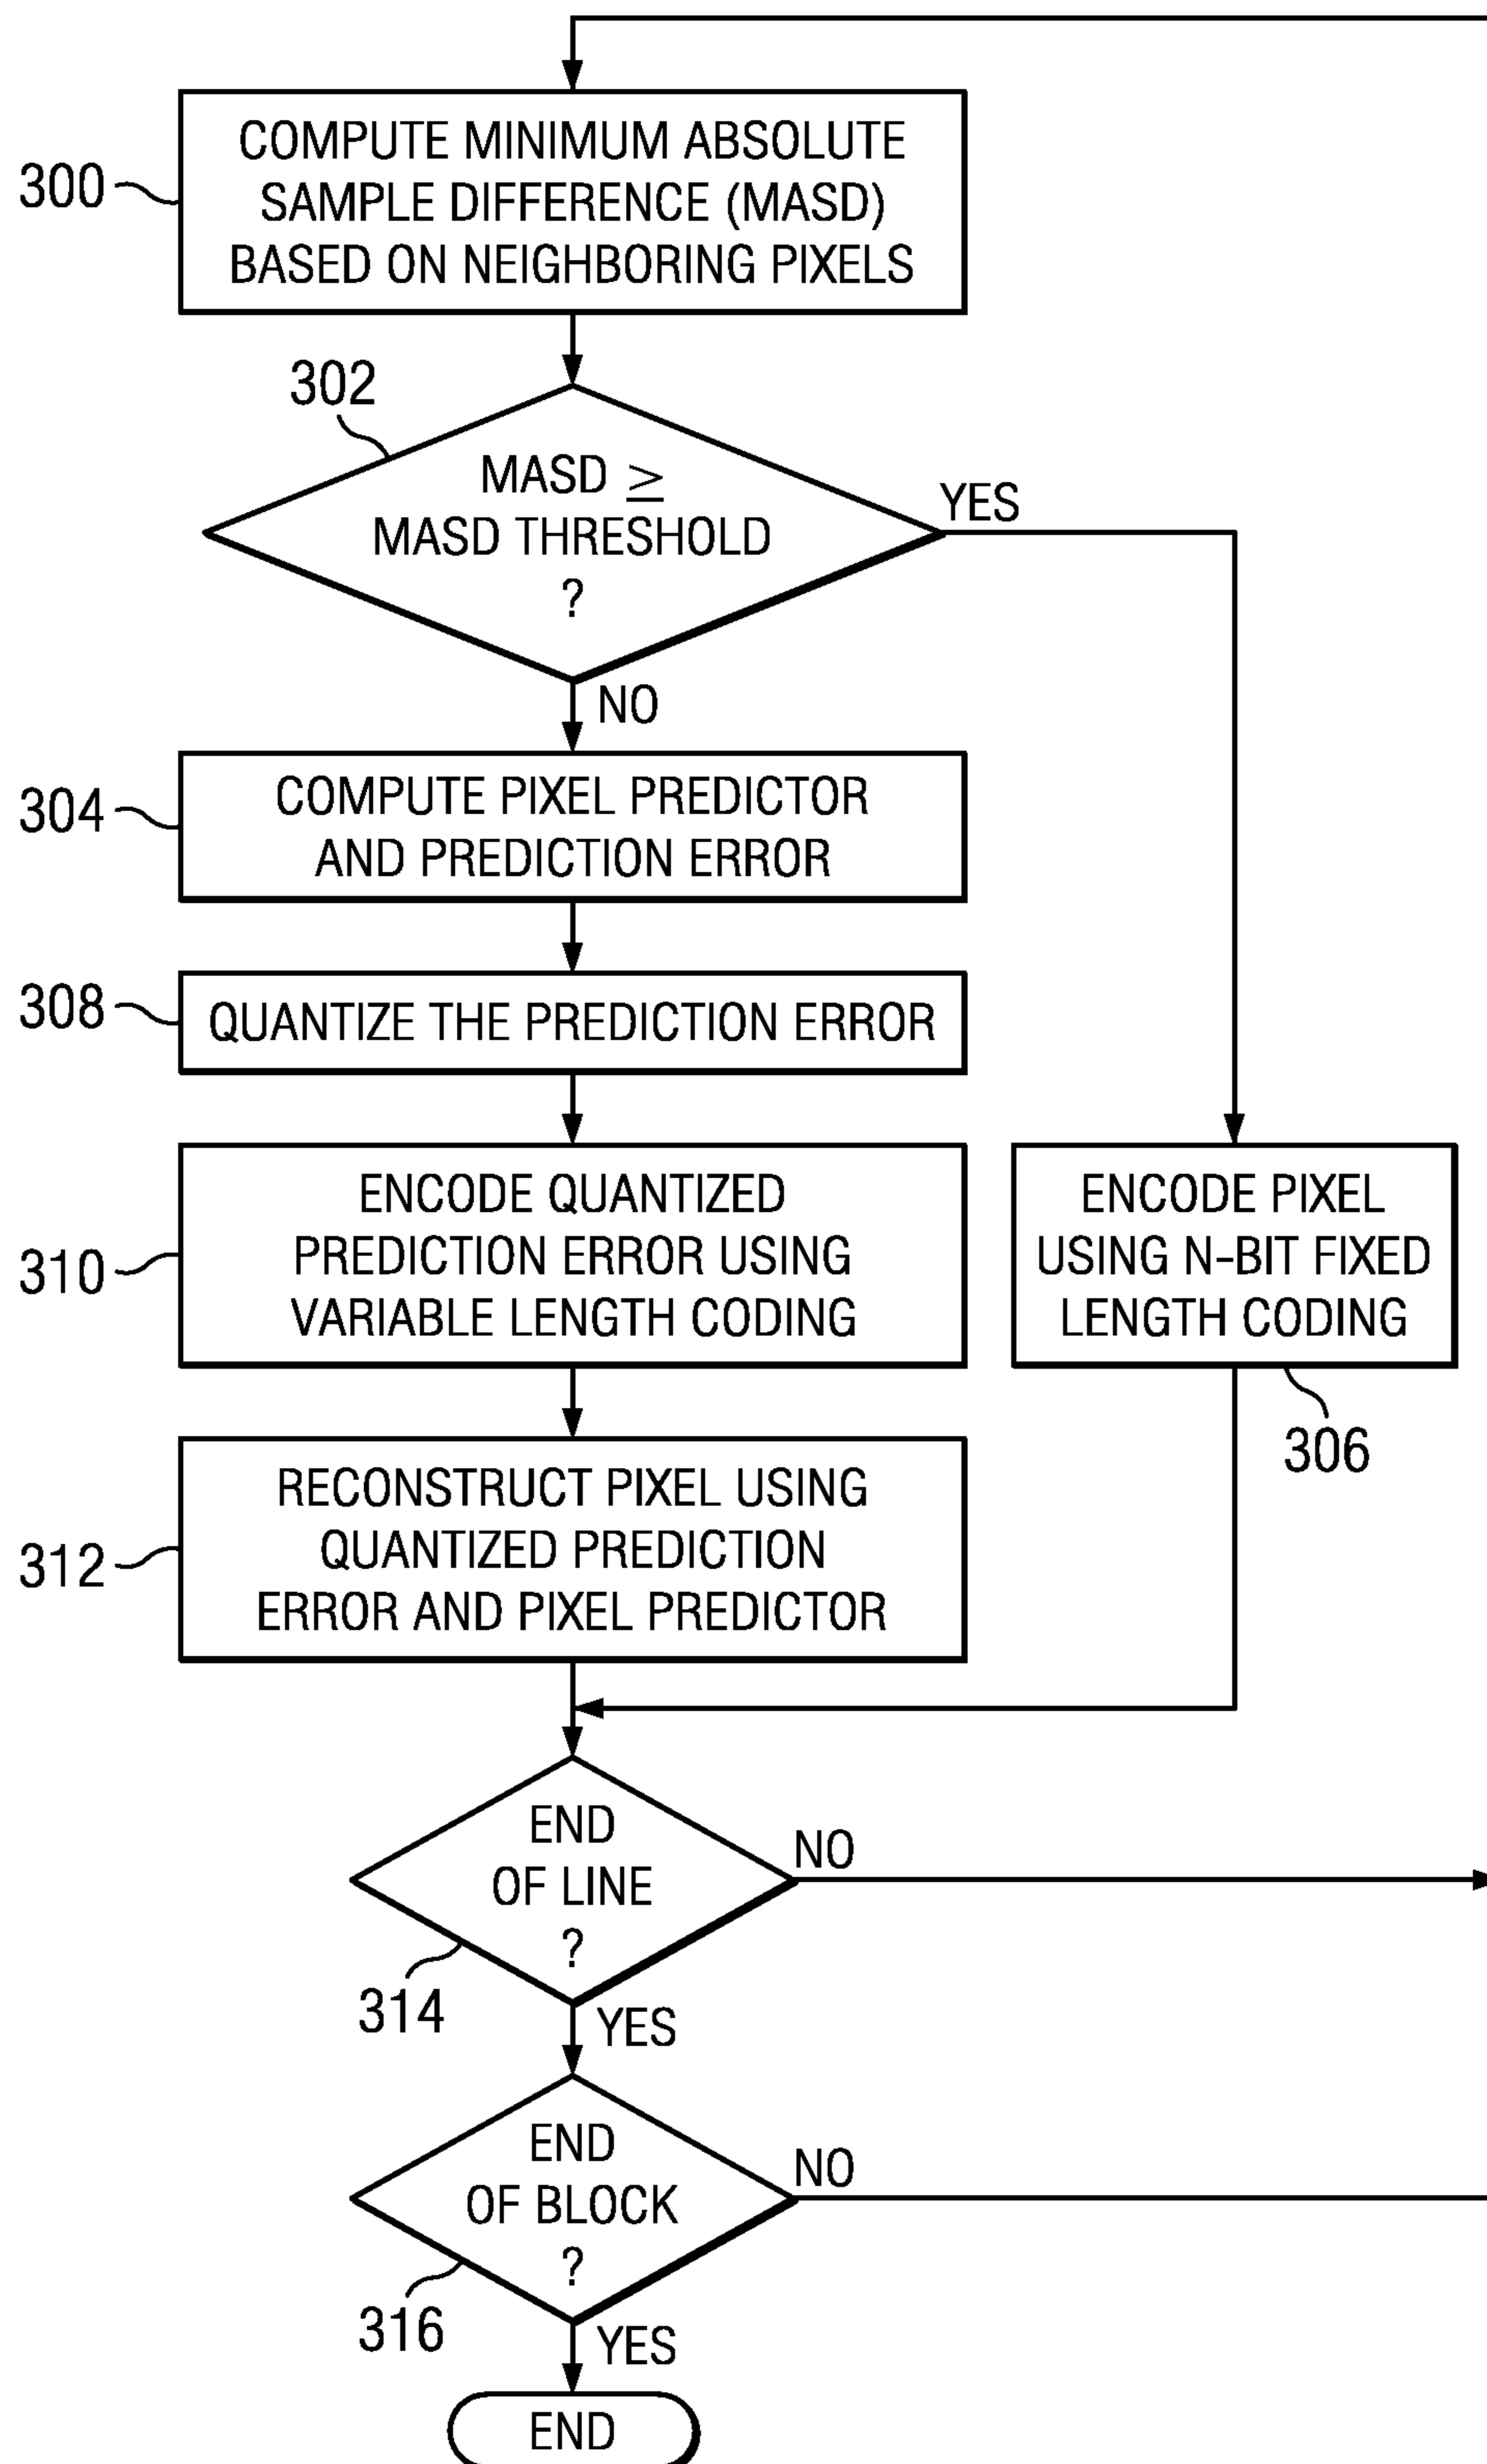 COMPUTE MINIMUM ABSOLUTE
SAMPLE DIFFERENCE (MASD)
BASED ON NEIGHBORING PIXELS
300
302
MASD ≥
MASD THRESHOLD
?
YES
NO
304
COMPUTE PIXEL PREDICTOR
AND PREDICTION ERROR
308
QUANTIZE THE PREDICTION ERROR
310
ENCODE QUANTIZED
PREDICTION ERROR USING
VARIABLE LENGTH CODING
ENCODE PIXEL
USING N-BIT FIXED
LENGTH CODING
306
312
RECONSTRUCT PIXEL USING
QUANTIZED PREDICTION
ERROR AND PIXEL PREDICTOR
END
OF LINE
?
NO
314
YES
END
OF BLOCK
?
NO
316
YES
END